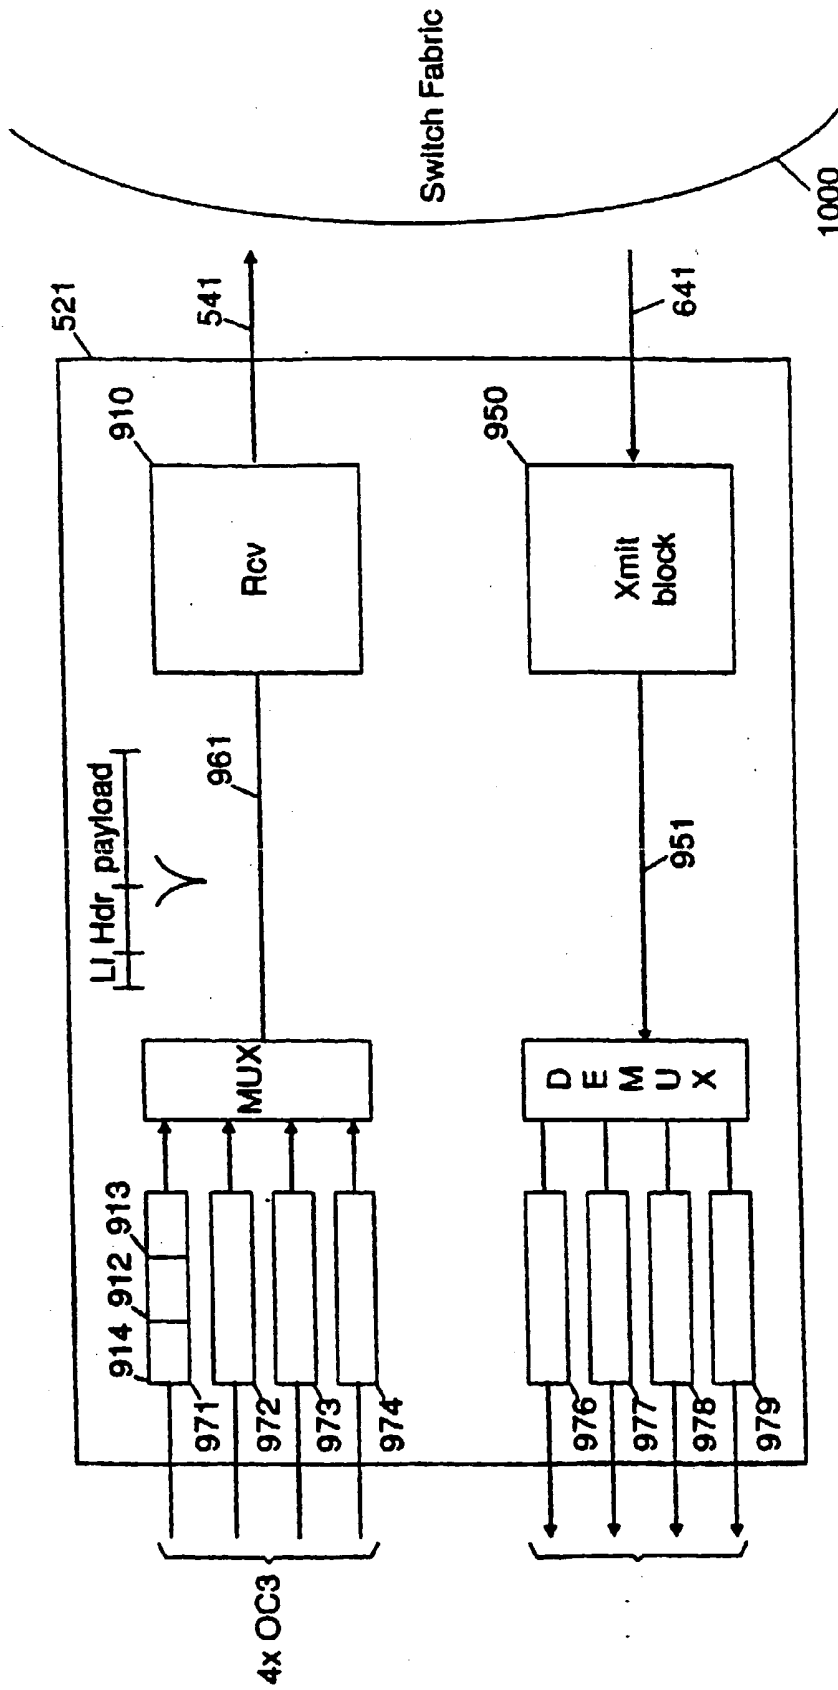 521
910
541
Switch Fabric
Rcv
LI Hdr, payload
961
MUX
914 912 913
971
972
973
974
4x OC3
1000
641
950
Xmit
block
951
D
E
M
U
X
976
977
978
979